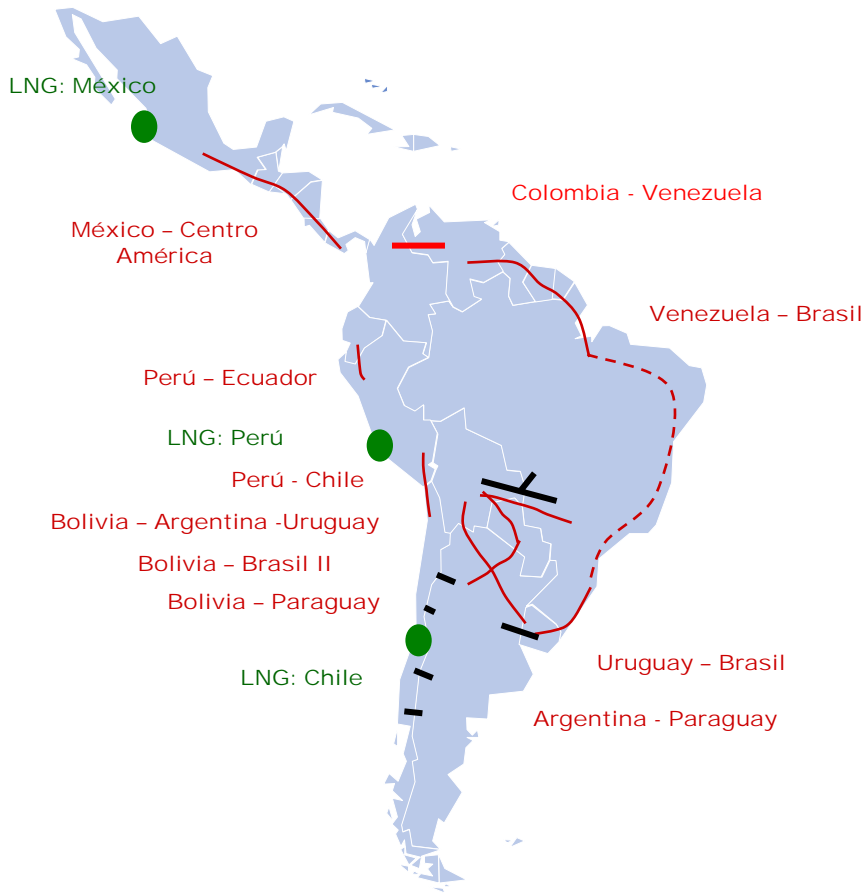 LNG: México
Colombia - Venezuela
México – Centro
América
Venezuela – Brasil
Perú – Ecuador
LNG: Perú
Perú - Chile
Bolivia – Argentina -Uruguay
Bolivia – Brasil II
Bolivia – Paraguay
Uruguay – Brasil
LNG: Chile
Argentina - Paraguay